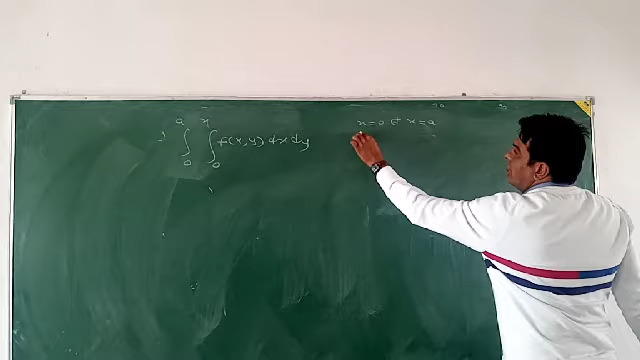 ∫₀ᵃ ∫₀ˣ f(x,y) dx dy
x=0 & x=a